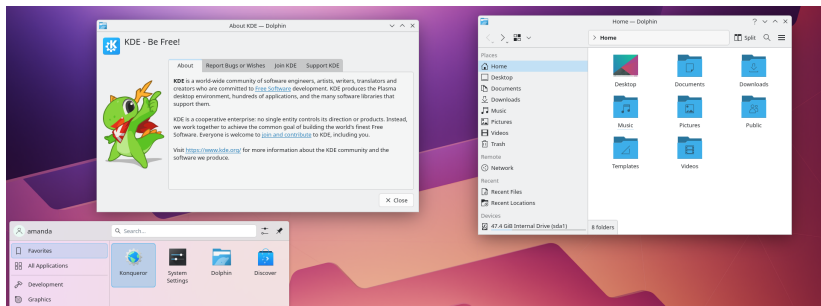 About KDE — Dolphin
KDE - Be Free!
About
Report Bugs or Wishes
Join KDE
Support KDE
KDE is a world-wide community of software engineers, artists, writers, translators and
creators who are committed to Free Software development. KDE produces the Plasma
desktop environment, hundreds of applications, and the many software libraries that
support them.
KDE is a cooperative enterprise: no single entity controls its direction or products. Instead,
we work together to achieve the common goal of building the world's finest Free
Software. Everyone is welcome to join and contribute to KDE, including you.
Visit https://www.kde.org/ for more information about the KDE community and the
software we produce.
Close
Home — Dolphin
Home
Split
Places
Home
Desktop
Documents
Downloads
Music
Pictures
Videos
Trash
Remote
Network
Recent
Recent Files
Recent Locations
Devices
47.4 GiB Internal Drive (sda1)
Desktop
Documents
Downloads
Music
Pictures
Public
Templates
Videos
8 folders
amanda
Search...
Favorites
All Applications
Development
Graphics
Konqueror
System
Settings
Dolphin
Discover